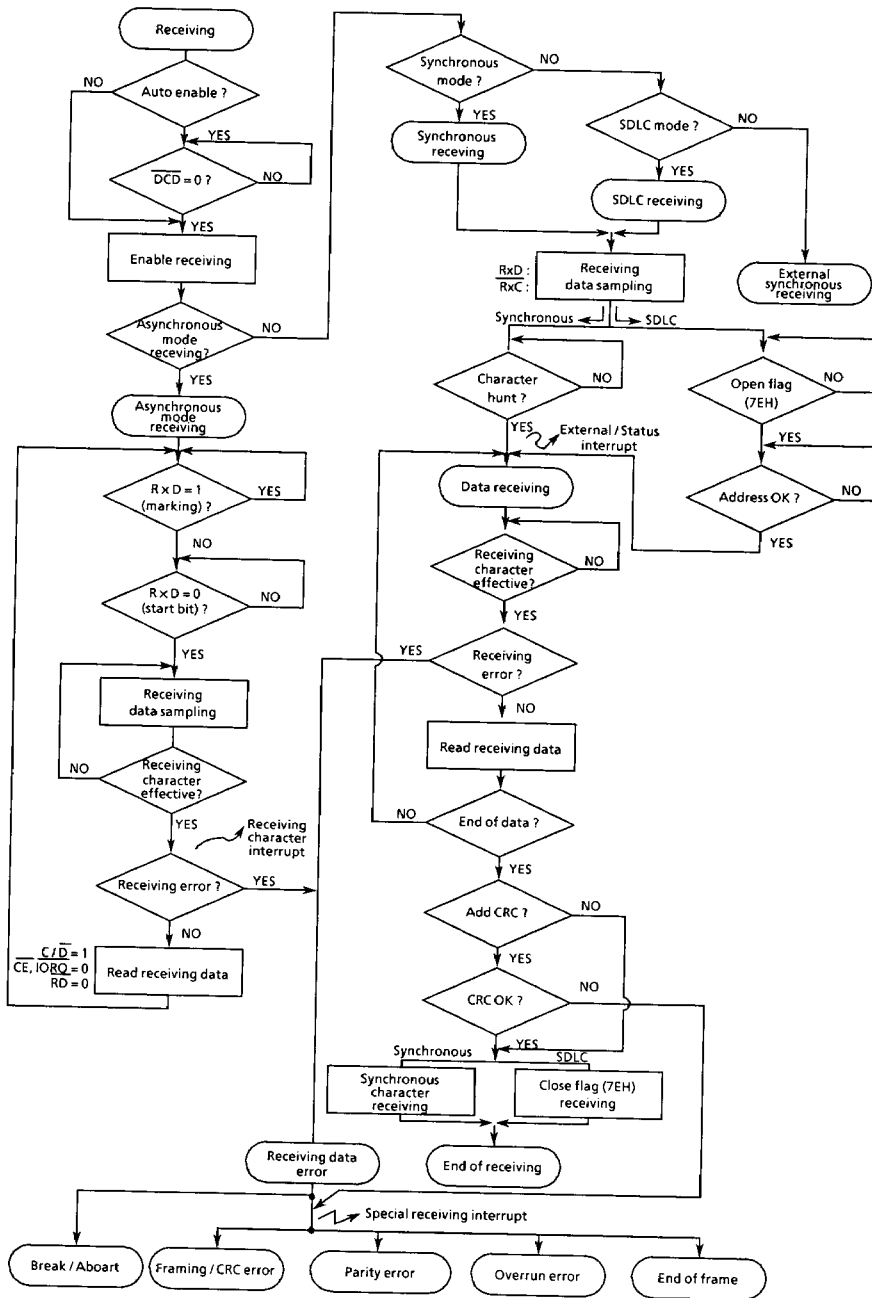 Receiving
NO
Auto enable ?
YES
DCD = 0 ?
NO
YES
Enable receiving
Asynchronous
mode
receving?
NO
YES
Asynchronous
mode
receiving
R x D = 1
(marking) ?
YES
NO
R x D = 0
(start bit) ?
NO
YES
Receiving
data sampling
NO
Receiving
character
effective?
YES
Receiving
character
interrupt
Receiving error ?
YES
NO
C / D = 1
CE, IORQ = 0
RD = 0
Read receiving data
Synchronous
mode ?
NO
YES
Synchronous
receiving
SDLC mode ?
NO
YES
SDLC receiving
RxD :
RxC :
Receiving
data sampling
External
synchronous
receiving
Synchronous
SDLC
Character
hunt ?
NO
YES
External / Status
interrupt
Open flag
(7EH)
NO
YES
Address OK ?
NO
YES
Data receiving
Receiving
character
effective?
NO
YES
YES
Receiving
error ?
NO
Read receiving data
NO
End of data ?
YES
Add CRC ?
NO
YES
CRC OK ?
NO
YES
Synchronous
SDLC
Synchronous
character
receiving
Close flag (7EH)
receiving
End of receiving
Receiving data
error
Special receiving interrupt
Break / Aboart
Framing / CRC error
Parity error
Overrun error
End of frame